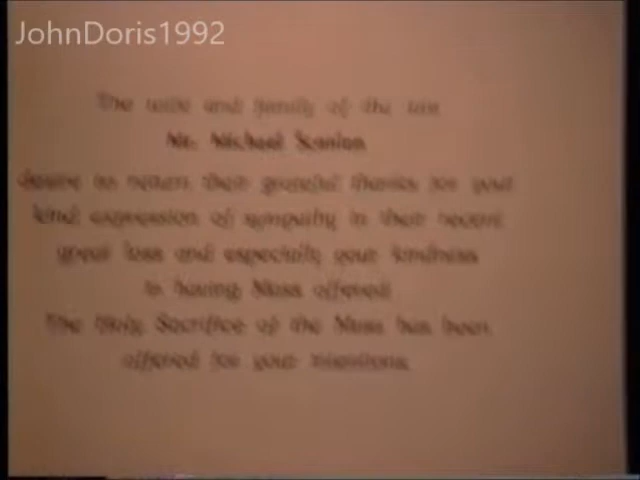 JohnDoris1992
The wife and family of the late
Mr. Michael Scanlon
desire to return their grateful thanks for your
kind expression of sympathy in their recent
great loss and especially your kindness
in having Mass offered
The Holy Sacrifice of the Mass has been
offered for your intentions